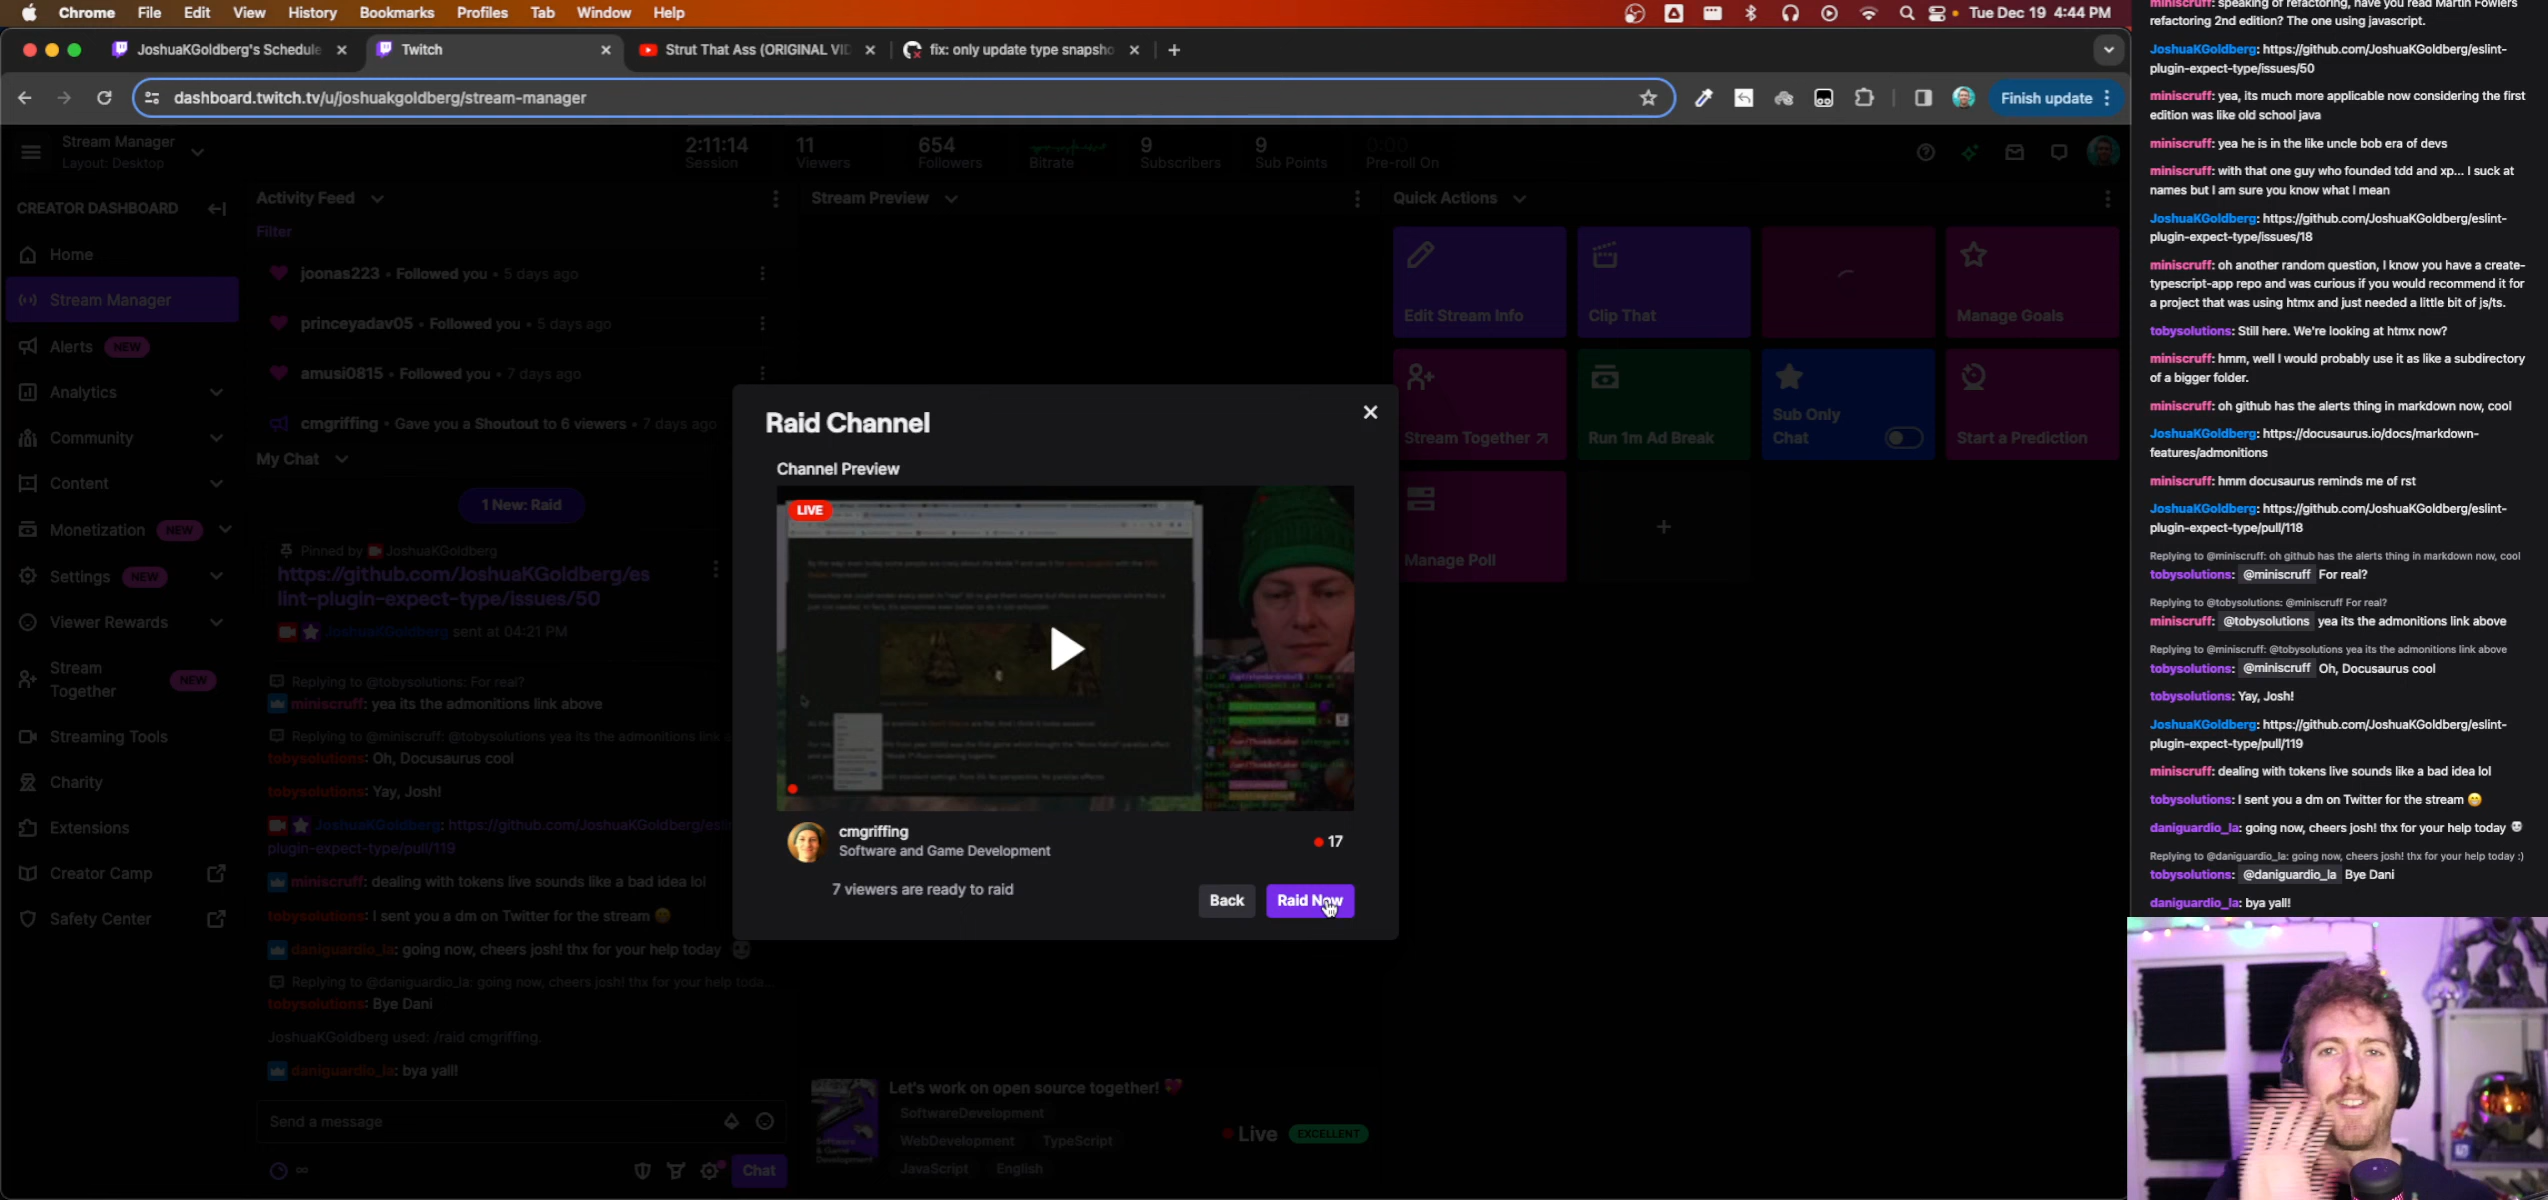 Chrome File Edit View History Bookmarks Profiles Tab Window Help
Tue Dec 19 4:44 PM
JoshuaKGoldberg's Schedule
Twitch
Strut That Ass (ORIGINAL VID
fix: only update type snapsho
dashboard.twitch.tv/u/joshuakgoldberg/stream-manager
Finish update
Stream Manager
Layout: Desktop
2:11:14
Session
11
Viewers
654
Followers
Bitrate
9
Subscribers
9
Sub Points
0:00
Pre-roll On
CREATOR DASHBOARD
Home
Stream Manager
Alerts NEW
Analytics
Community
Content
Monetization NEW
Settings NEW
Viewer Rewards
Stream
Together
NEW
Streaming Tools
Charity
Extensions
Creator Camp
Safety Center
Activity Feed
Filter
joonas223 • Followed you • 5 days ago
princeyadav05 • Followed you • 5 days ago
amusi0815 • Followed you • 7 days ago
cmgriffing • Gave you a Shoutout to 6 viewers • 7 days ago
My Chat
1 New: Raid
Pinned by JoshuaKGoldberg
https://github.com/JoshuaKGoldberg/es
lint-plugin-expect-type/issues/50
JoshuaKGoldberg sent at 04:21 PM
Replying to @tobysolutions: For real?
miniscruff: yea its the admonitions link above
Replying to @miniscruff: @tobysolutions yea its the admonitions link a
tobysolutions: Oh, Docusaurus cool
tobysolutions: Yay, Josh!
JoshuaKGoldberg: https://github.com/JoshuaKGoldberg/esli
plugin-expect-type/pull/119
miniscruff: dealing with tokens live sounds like a bad idea lol
tobysolutions: I sent you a dm on Twitter for the stream
daniguardio_la: going now, cheers josh! thx for your help today
Replying to @daniguardio_la: going now, cheers josh! thx for your help toda...
tobysolutions: Bye Dani
JoshuaKGoldberg used: /raid cmgriffing.
daniguardio_la: bya yall!
Send a message
Chat
Stream Preview
Raid Channel
Channel Preview
LIVE
cmgriffing
Software and Game Development
17
7 viewers are ready to raid
Back
Raid Now
Let's work on open source together!
SoftwareDevelopment
WebDevelopment TypeScript
JavaScript English
Live EXCELLENT
Quick Actions
Edit Stream Info
Clip That
Manage Goals
Stream Together
Run 1m Ad Break
Sub Only
Chat
Start a Prediction
Manage Poll
miniscruff: speaking of refactoring, have you read Martin Fowlers
refactoring 2nd edition? The one using javascript.
JoshuaKGoldberg: https://github.com/JoshuaKGoldberg/eslint-
plugin-expect-type/issues/50
miniscruff: yea, its much more applicable now considering the first
edition was like old school java
miniscruff: yea he is in the like uncle bob era of devs
miniscruff: with that one guy who founded tdd and xp... I suck at
names but I am sure you know what I mean
JoshuaKGoldberg: https://github.com/JoshuaKGoldberg/eslint-
plugin-expect-type/issues/18
miniscruff: oh another random question, I know you have a create-
typescript-app repo and was curious if you would recommend it for
a project that was using htmx and just needed a little bit of js/ts.
tobysolutions: Still here. We're looking at htmx now?
miniscruff: hmm, well I would probably use it as like a subdirectory
of a bigger folder.
miniscruff: oh github has the alerts thing in markdown now, cool
JoshuaKGoldberg: https://docusaurus.io/docs/markdown-
features/admonitions
miniscruff: hmm docusaurus reminds me of rst
JoshuaKGoldberg: https://github.com/JoshuaKGoldberg/eslint-
plugin-expect-type/pull/118
Replying to @miniscruff: oh github has the alerts thing in markdown now, cool
tobysolutions: @miniscruff For real?
Replying to @tobysolutions: @miniscruff For real?
miniscruff: @tobysolutions yea its the admonitions link above
Replying to @miniscruff: @tobysolutions yea its the admonitions link above
tobysolutions: @miniscruff Oh, Docusaurus cool
tobysolutions: Yay, Josh!
JoshuaKGoldberg: https://github.com/JoshuaKGoldberg/eslint-
plugin-expect-type/pull/119
miniscruff: dealing with tokens live sounds like a bad idea lol
tobysolutions: I sent you a dm on Twitter for the stream
daniguardio_la: going now, cheers josh! thx for your help today
Replying to @daniguardio_la: going now, cheers josh! thx for your help today :)
tobysolutions: @daniguardio_la Bye Dani
daniguardio_la: bya yall!